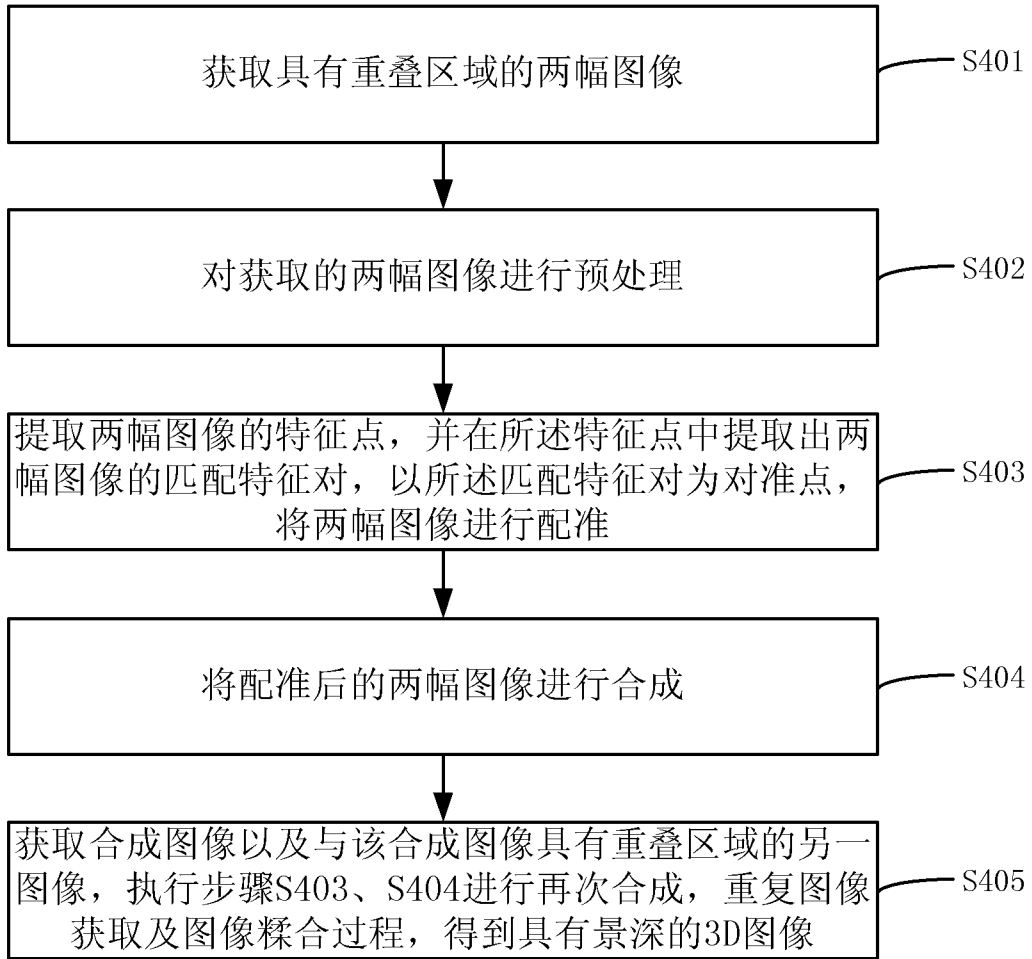 获取具有重叠区域的两幅图像
S401
对获取的两幅图像进行预处理
S402
提取两幅图像的特征点，并在所述特征点中提取出两
幅图像的匹配特征对，以所述匹配特征对为对准点，
将两幅图像进行配准
S403
将配准后的两幅图像进行合成
S404
获取合成图像以及与该合成图像具有重叠区域的另一
图像，执行步骤S403、S404进行再次合成，重复图像
获取及图像糅合过程，得到具有景深的3D图像
S405